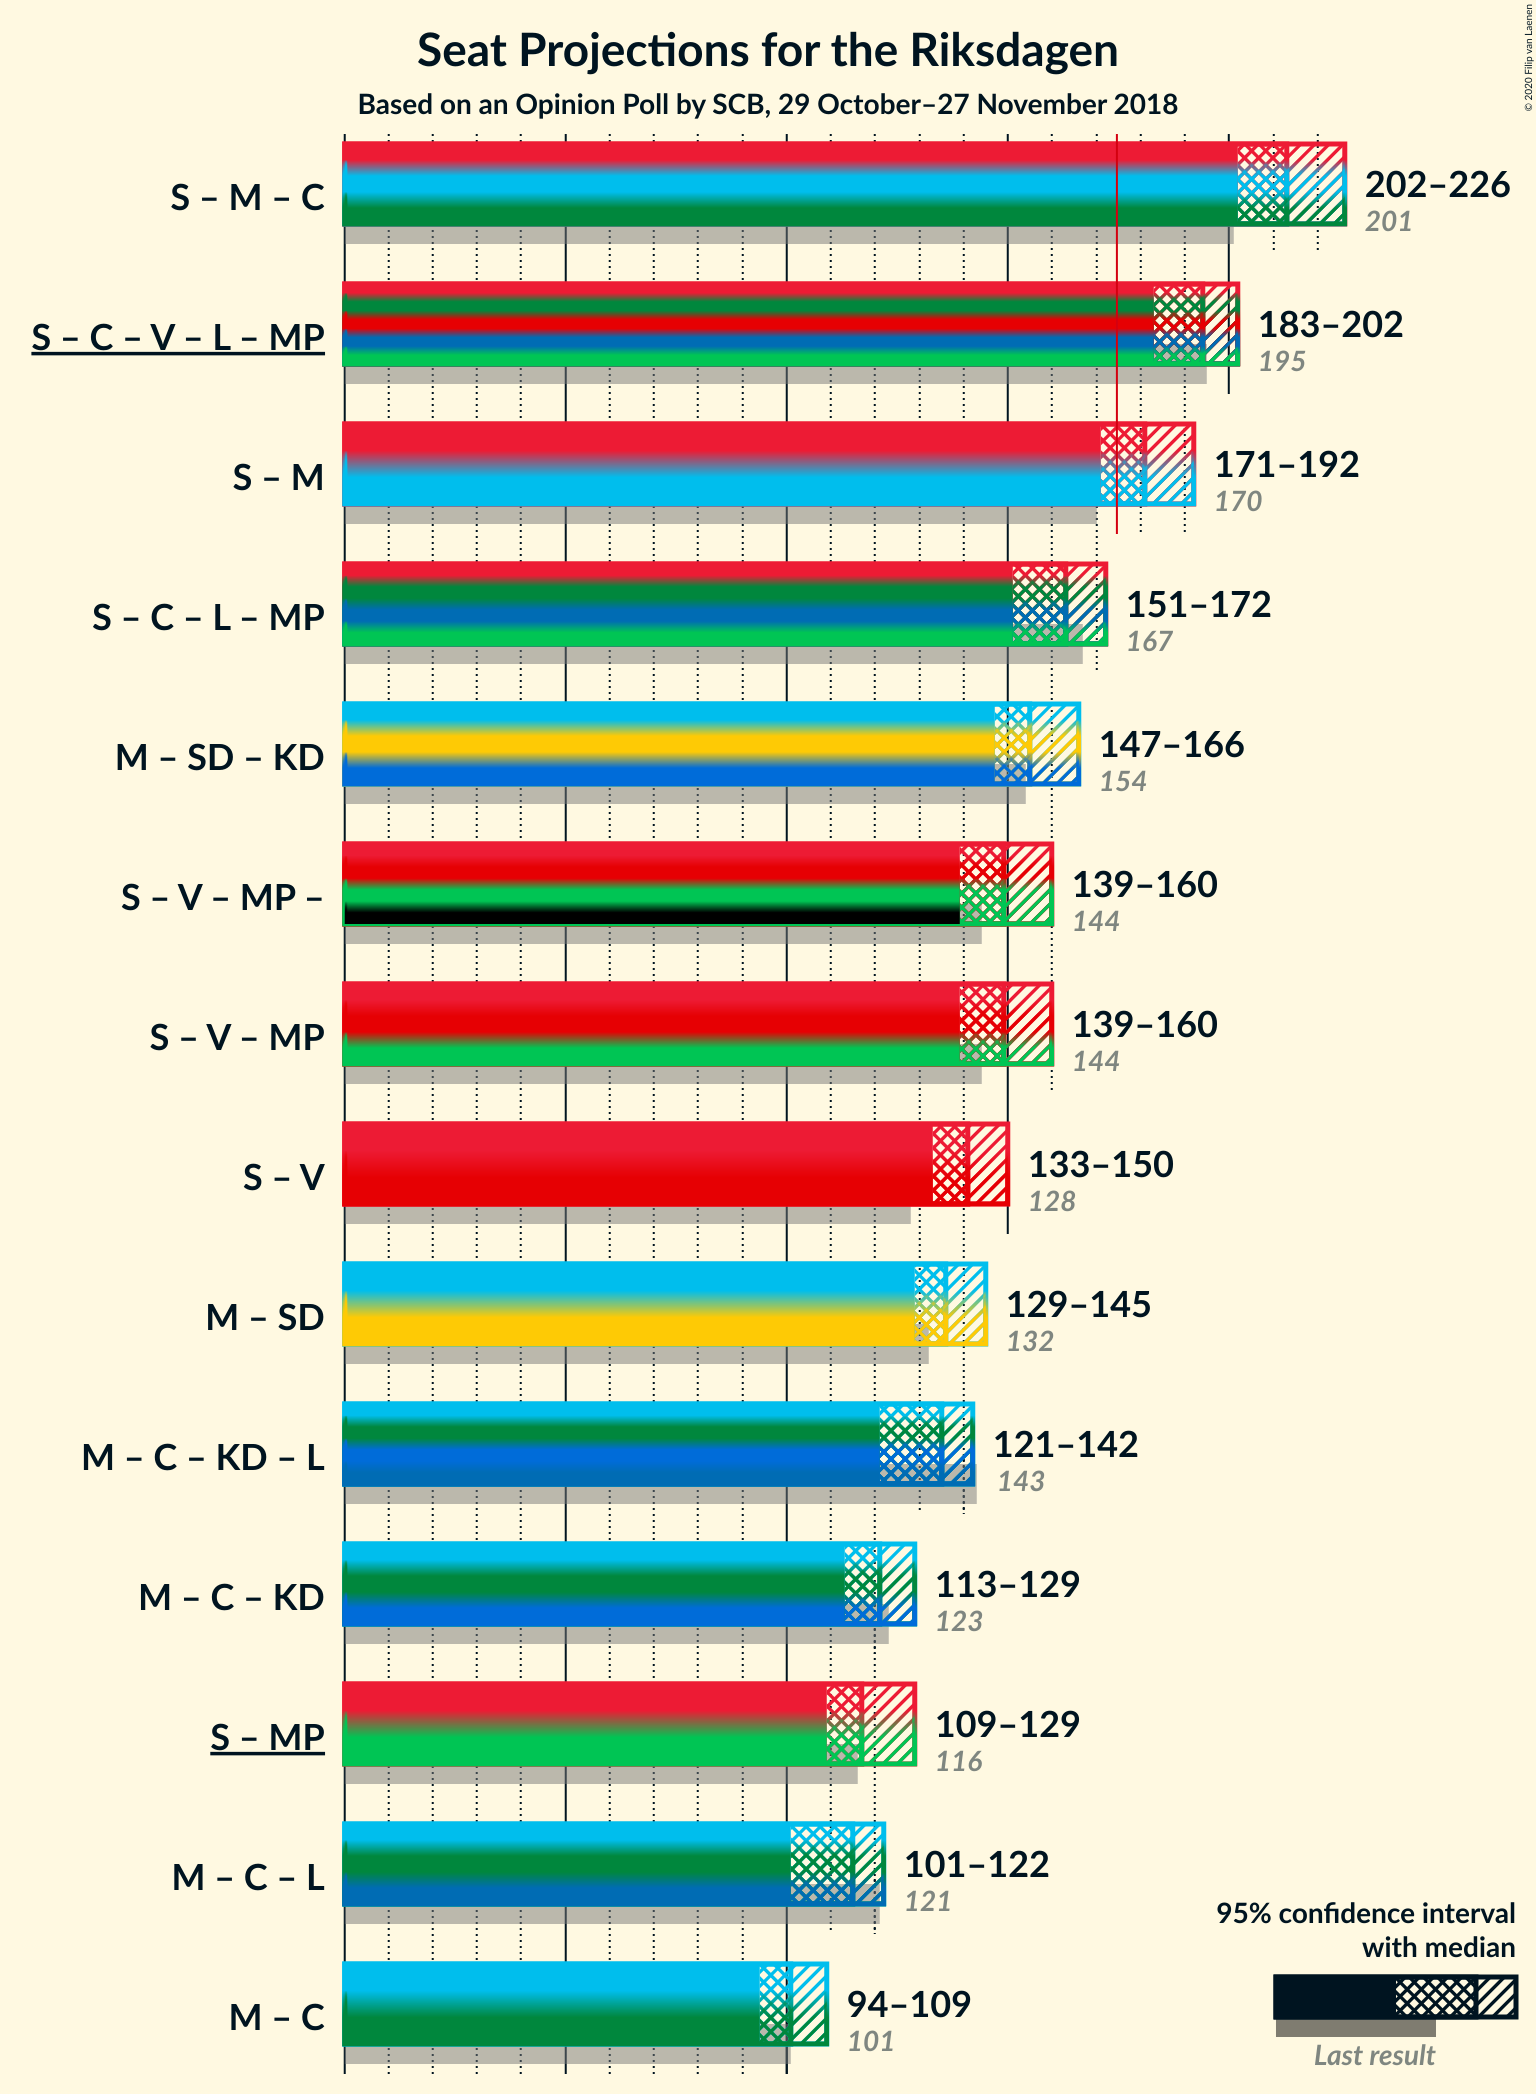 Seat Projections for the Riksdagen
Based on an Opinion Poll by SCB, 29 October–27 November 2018
© 2020 Filip van Laenen
S – M – C
202–226
201
S – C – V – L – MP
183–202
195
S – M
171–192
170
S – C – L – MP
151–172
167
M – SD – KD
147–166
154
S – V – MP –
139–160
144
S – V – MP
139–160
144
S – V
133–150
128
M – SD
129–145
132
M – C – KD – L
121–142
143
M – C – KD
113–129
123
S – MP
109–129
116
M – C – L
101–122
121
M – C
94–109
101
95% confidence interval
with median
Last result